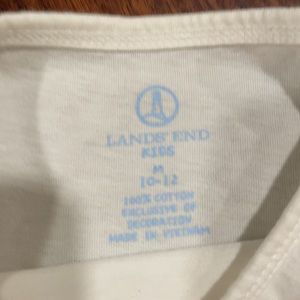 LANDS' END
KIDS
M
10-12
100% COTTON
EXCLUSIVE OF
DECORATION
MADE IN VIETNAM